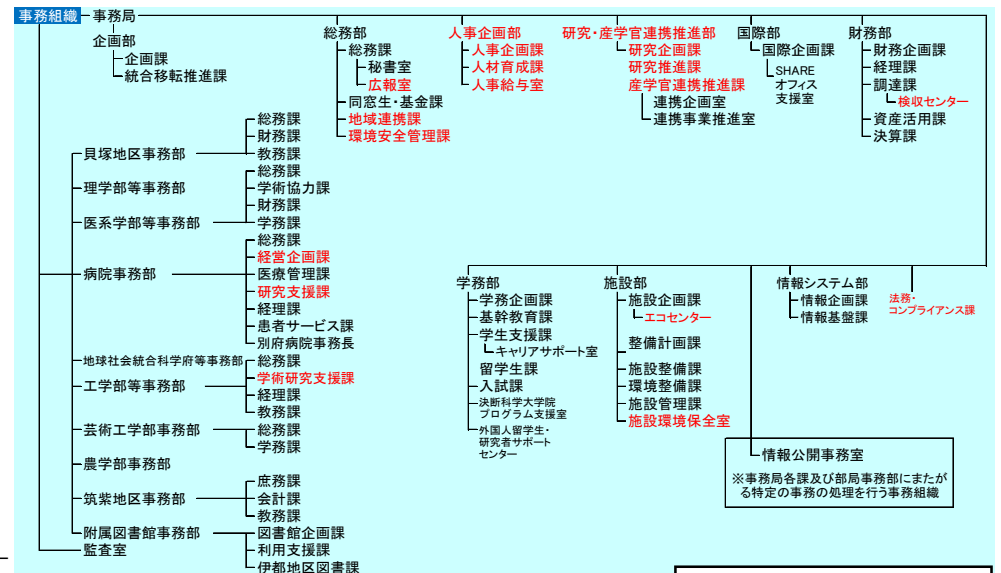 事務組織
事務局
企画部
企画課
統合移転推進課
総務部
総務課
秘書室
広報室
同窓生・基金課
地域連携課
環境安全管理課
人事企画部
人事企画課
人材育成課
人事給与室
研究・産学官連携推進部
研究企画課
研究推進課
産学官連携推進課
連携企画室
連携事業推進室
国際部
国際企画課
SHARE
オフィス
支援室
財務部
財務企画課
経理課
調達課
検収センター
資産活用課
決算課
貝塚地区事務部
総務課
財務課
教務課
理学部等事務部
医系学部等事務部
総務課
学術協力課
財務課
学務課
病院事務部
総務課
経営企画課
医療管理課
研究支援課
経理課
患者サービス課
別府病院事務長
地球社会統合科学府等事務部
工学部等事務部
総務課
学術研究支援課
経理課
教務課
芸術工学部事務部
総務課
学務課
農学部事務部
筑紫地区事務部
庶務課
会計課
教務課
附属図書館事務部
図書館企画課
利用支援課
伊都地区図書課
監査室
学務部
学務企画課
基幹教育課
学生支援課
キャリアサポート室
留学生課
入試課
決断科学大学院
プログラム支援室
外国人留学生・
研究者サポート
センター
施設部
施設企画課
エコセンター
整備計画課
施設整備課
環境整備課
施設管理課
施設環境保全室
情報システム部
情報企画課
情報基盤課
法務・
コンプライアンス課
情報公開事務室
※事務局各課及び部局事務部にまたが
る特定の事務の処理を行う事務組織